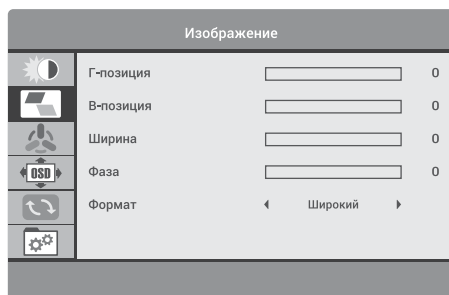 Изображение
Г-позиция 0
В-позиция 0
Ширина 0
Фаза 0
OSD
Формат Широкий